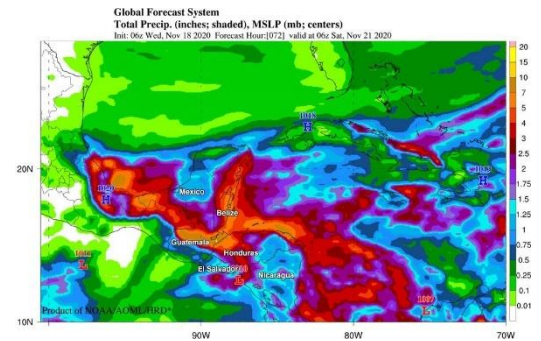 Global Forecast System
Total Precip. (inches; shaded), MSLP (mb; centers)
Init: 06z Wed, Nov 18 2020 Forecast Hour:[072] valid at 06z Sat, Nov 21 2020
20
15
10
7
5
4
3
2.5
2
1.75
1.5
1.25
1
0.75
0.5
0.25
0.1
0.01
1018
H
20N
H
H
Mexico
Belize
Guatemala
Honduras
El Salvador
Nicaragua
L
L
1007
L
Product of NOAA/AOML/HRD
10N
90W
80W
70W